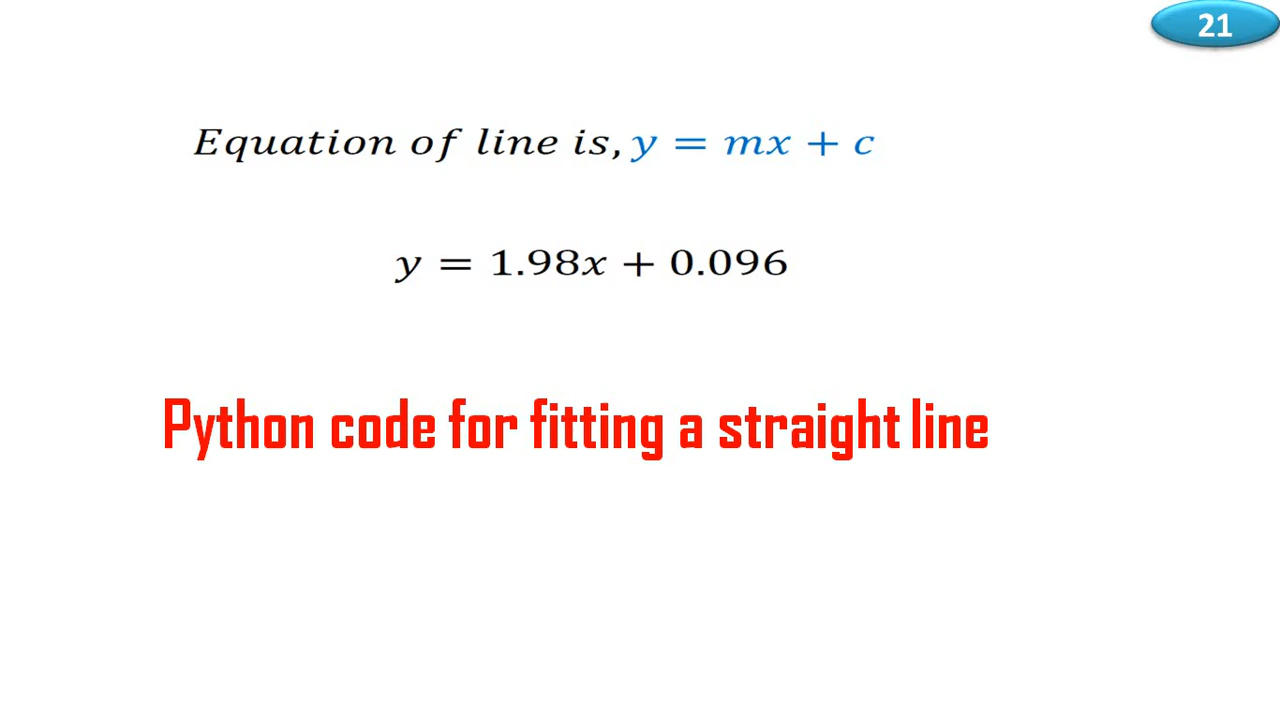 21
Equation of line is, y = mx + c
y = 1.98x + 0.096
Python code for fitting a straight line